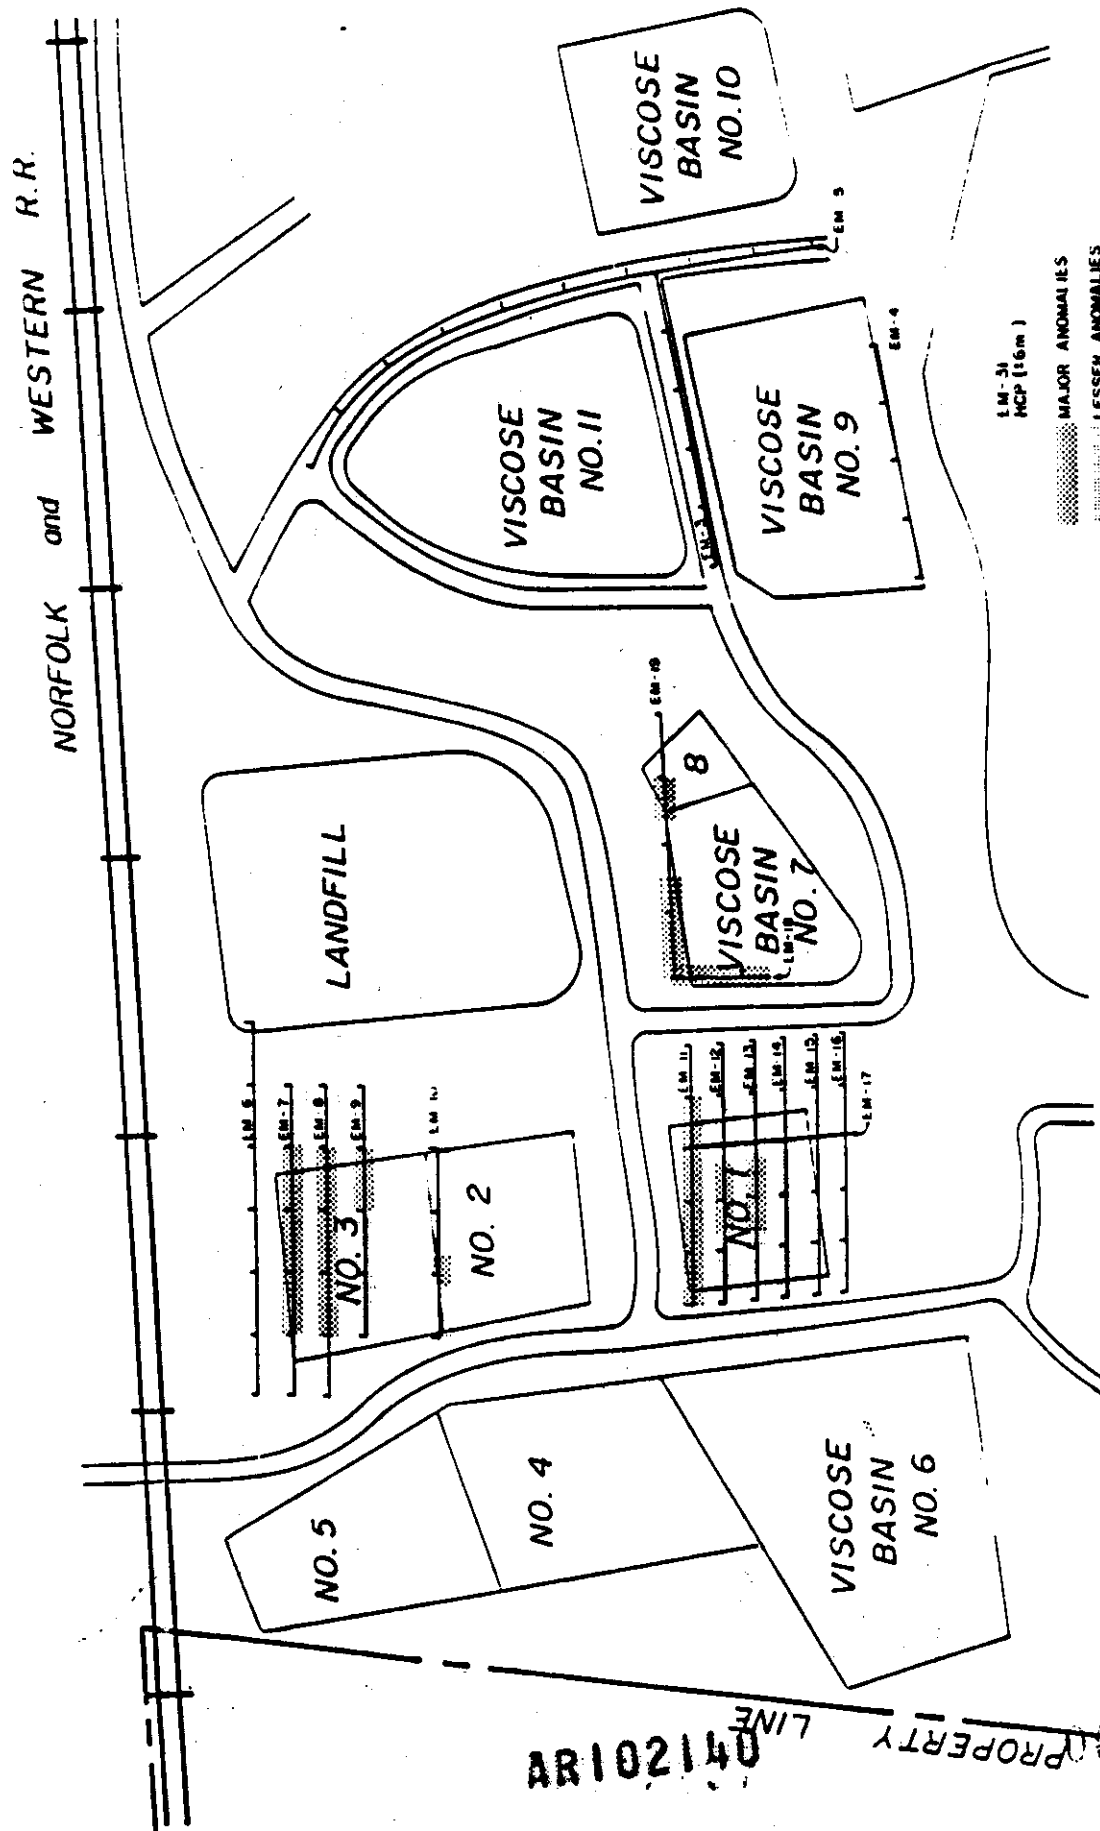 NORFOLK and WESTERN R.R.
VISCOSE
BASIN
NO.10
EM 5
VISCOSE
BASIN
NO.11
EM-3
VISCOSE
BASIN
NO.9
EM-4
EM-31
HCP (16m)
MAJOR ANOMALIES
LESSER ANOMALIES
LANDFILL
EM-19
8
VISCOSE
BASIN
NO. 7
EM-18
EM 6
EM-7
EM-8
EM-9
NO. 3
NO. 2
EM 11
EM-12
EM 13
EM-14
EM 15
EM-16
EM-17
NO. 1
NO. 5
NO. 4
VISCOSE
BASIN
NO. 6
PROPERTY LINE
AR102140